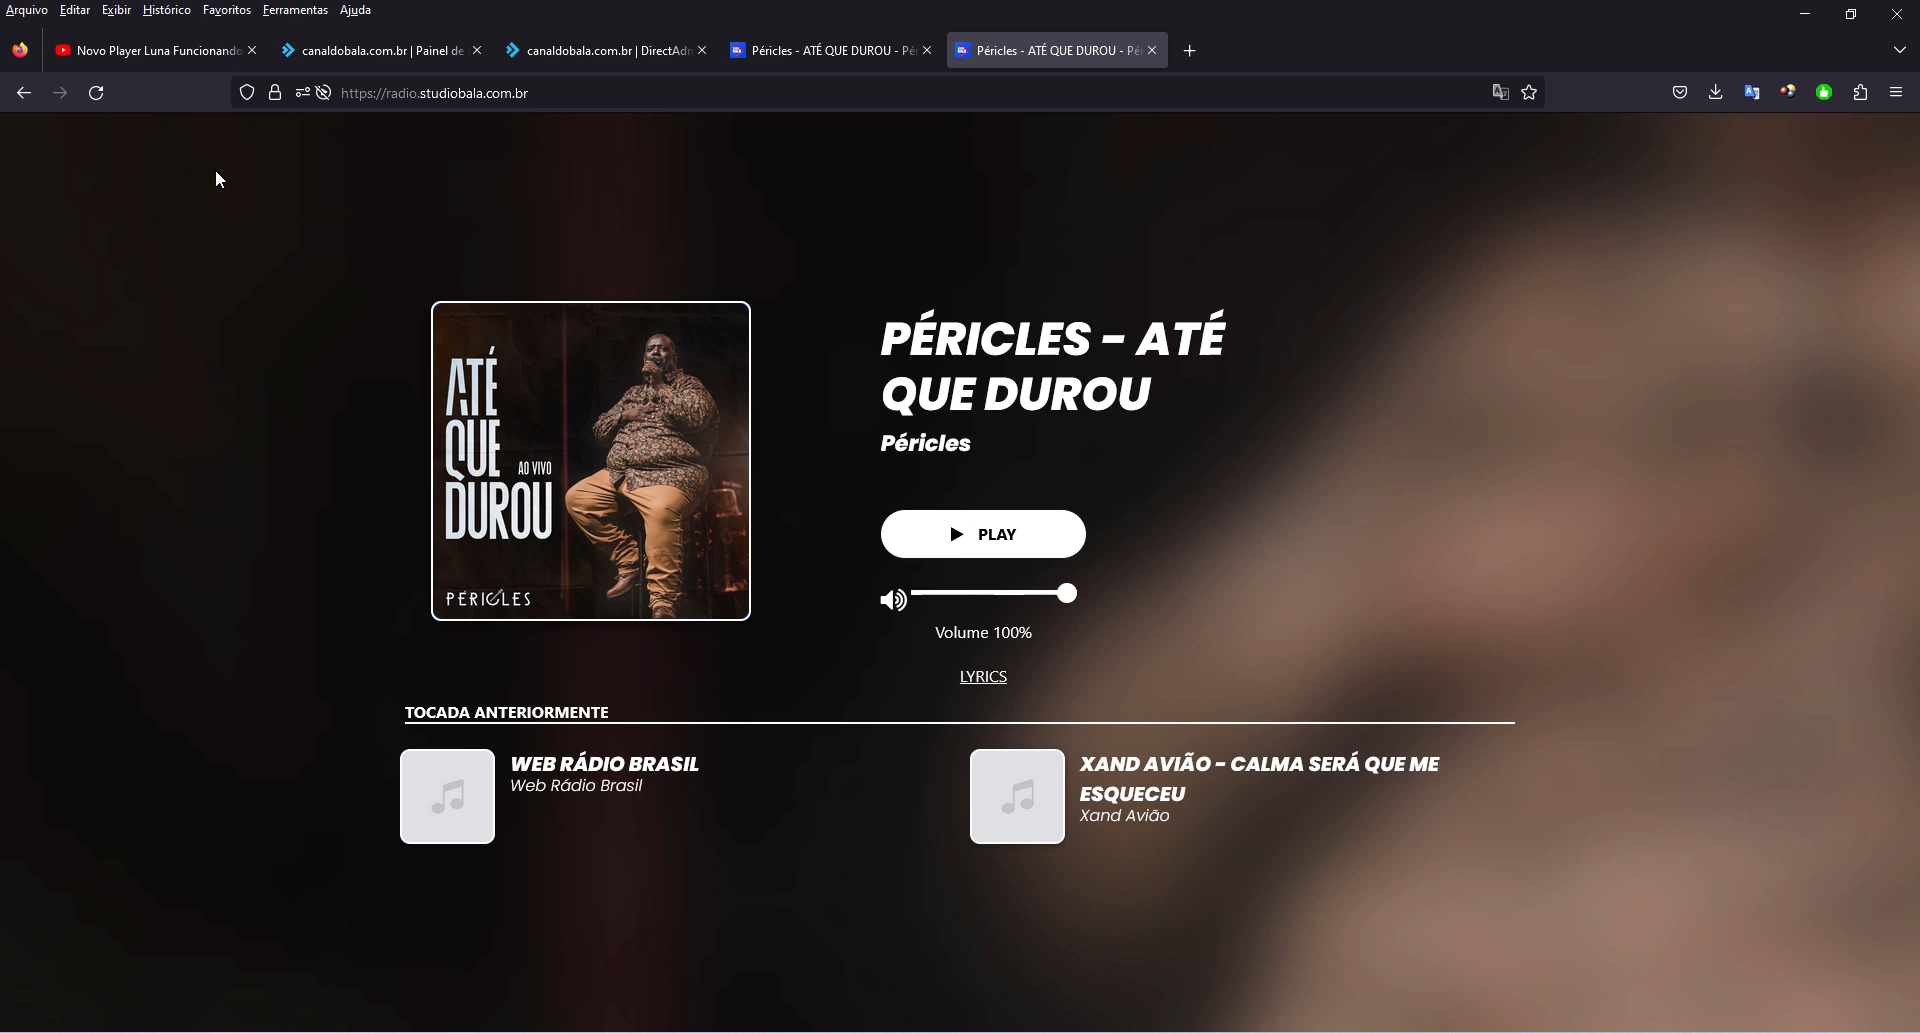 Arquivo Editar Exibir Histórico Favoritos Ferramentas Ajuda
Novo Player Luna Funcionando
canaldobala.com.br | Painel de
canaldobala.com.br | DirectAdm
Péricles - ATÉ QUE DUROU - Pé
Péricles - ATÉ QUE DUROU - Pé
https://radio.studiobala.com.br
ATÉ
QUE
AO VIVO
DUROU
PÉRICLES
PÉRICLES - ATÉ
QUE DUROU
Péricles
PLAY
Volume 100%
LYRICS
TOCADA ANTERIORMENTE
WEB RÁDIO BRASIL
Web Rádio Brasil
XAND AVIÃO - CALMA SERÁ QUE ME
ESQUECEU
Xand Avião